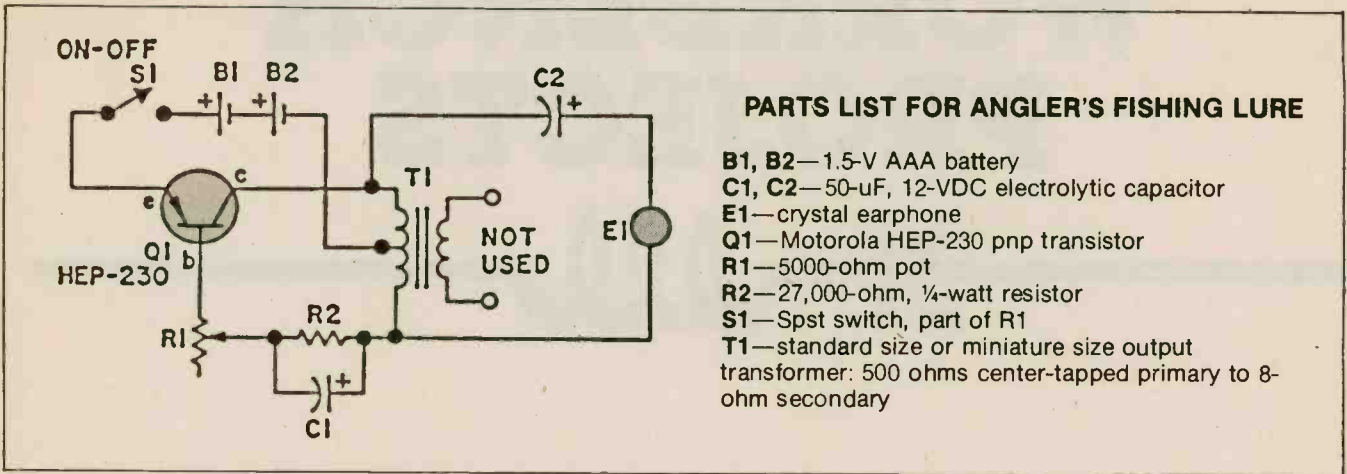 ON-OFF
S1
B1
B2
+
+
C2
+
e
c
Q1
b
HEP-230
T1
NOT
USED
E1
R1
R2
+
C1
PARTS LIST FOR ANGLER'S FISHING LURE
B1, B2—1.5-V AAA battery
C1, C2—50-uF, 12-VDC electrolytic capacitor
E1—crystal earphone
Q1—Motorola HEP-230 pnp transistor
R1—5000-ohm pot
R2—27,000-ohm, ¼-watt resistor
S1—Spst switch, part of R1
T1—standard size or miniature size output
transformer: 500 ohms center-tapped primary to 8-
ohm secondary